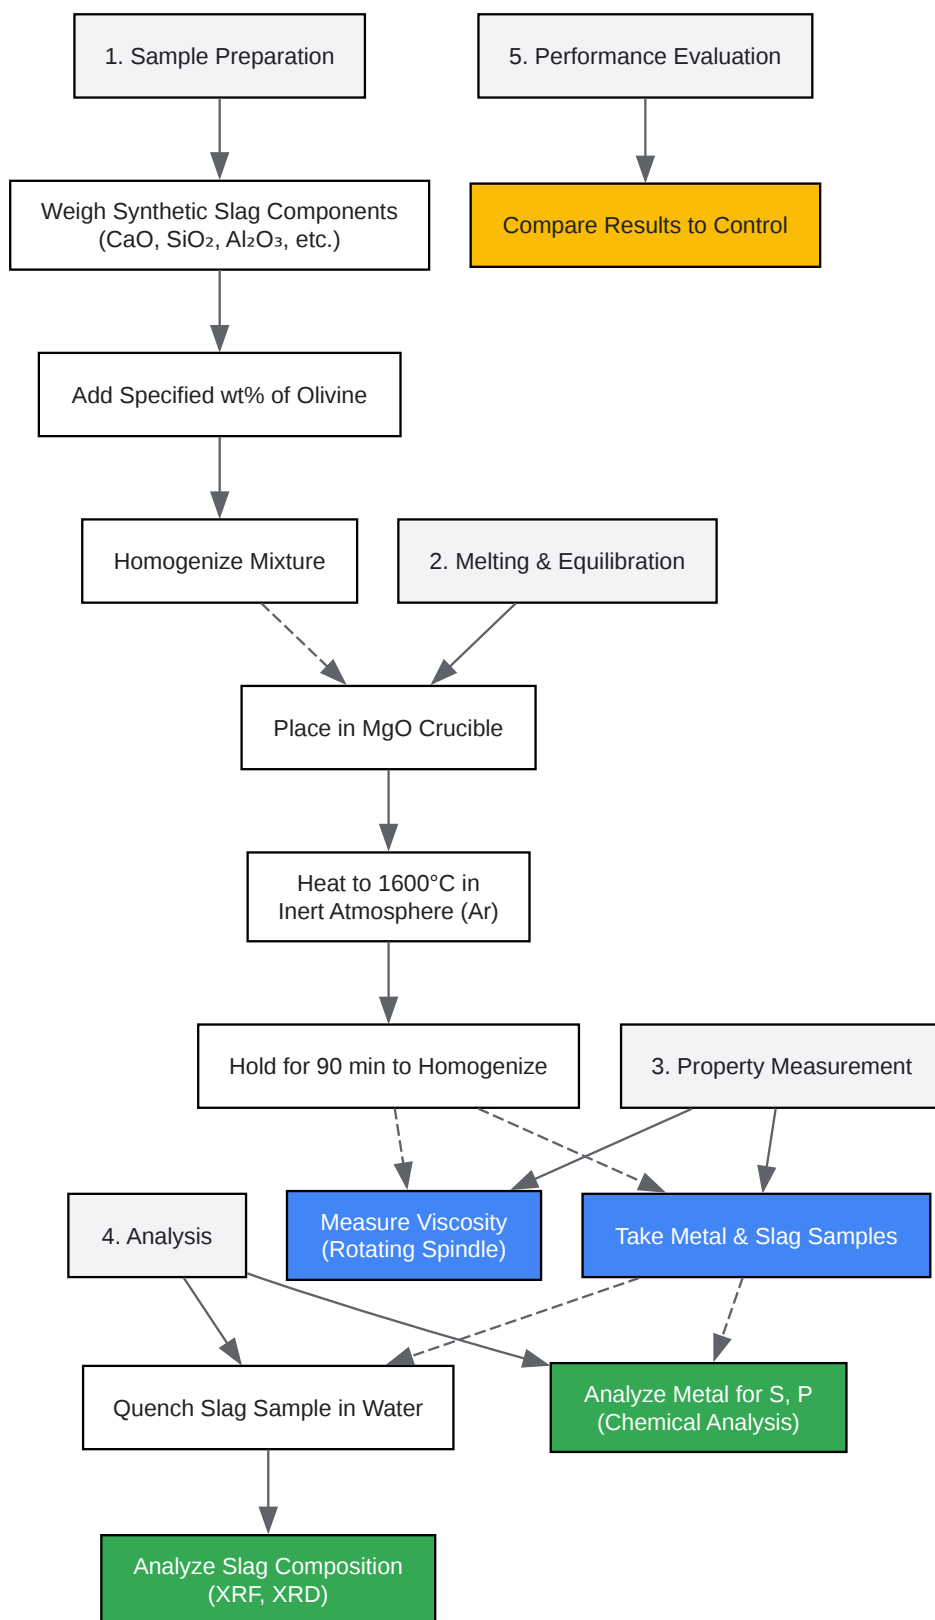 1. Sample Preparation
5. Performance Evaluation
Weigh Synthetic Slag Components
(CaO, SiO₂, Al₂O₃, etc.)
Compare Results to Control
Add Specified wt% of Olivine
Homogenize Mixture
2. Melting & Equilibration
Place in MgO Crucible
Heat to 1600°C in
Inert Atmosphere (Ar)
Hold for 90 min to Homogenize
3. Property Measurement
4. Analysis
Measure Viscosity
(Rotating Spindle)
Take Metal & Slag Samples
Quench Slag Sample in Water
Analyze Metal for S, P
(Chemical Analysis)
Analyze Slag Composition
(XRF, XRD)